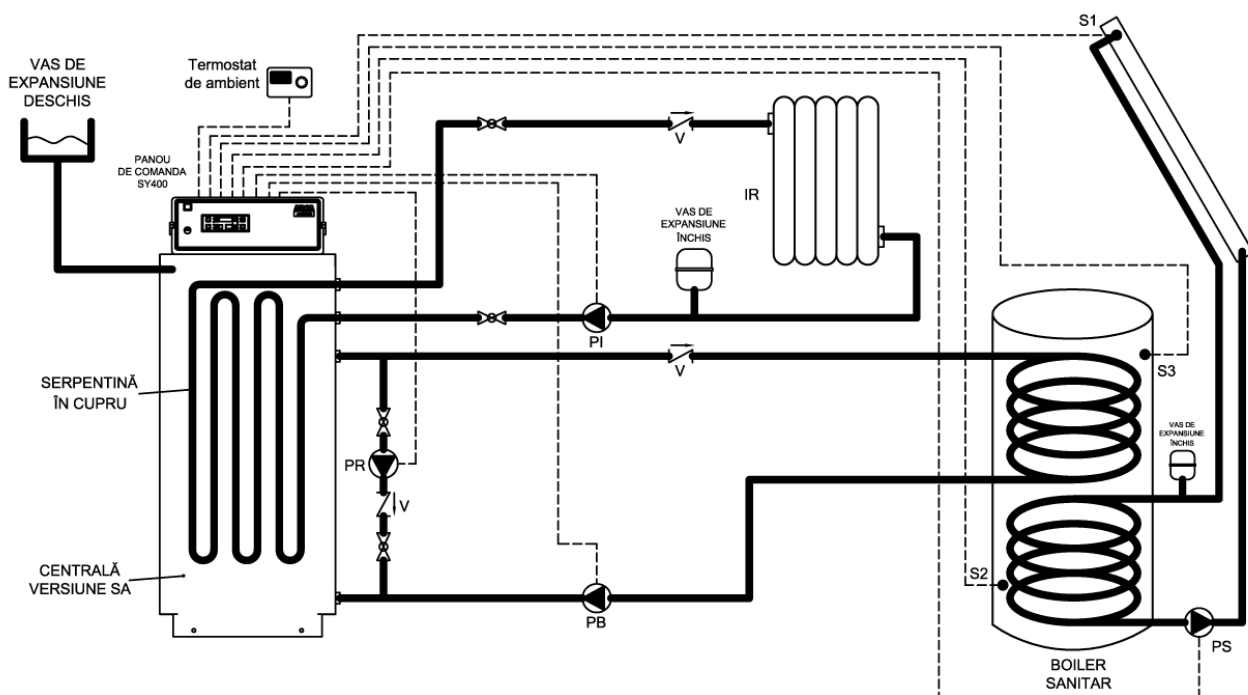 VAS DE
EXPANSIUNE
DESCHIS
Termostat
de ambient
PANOU
DE COMANDA
SY400
S1
V
IR
VAS DE
EXPANSIUNE
ÎNCHIS
PI
V
S3
SERPENTINĂ
ÎN CUPRU
PR
V
VAS DE
EXPANSIUNE
ÎNCHIS
S2
CENTRALĂ
VERSIUNE SA
PB
PS
BOILER
SANITAR